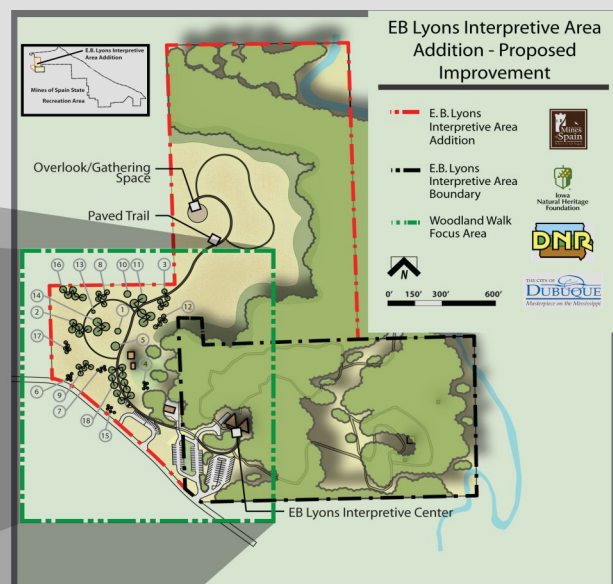 EB Lyons Interpretive Area
Addition - Proposed
Improvement
E.B. Lyons Interpretive
Area Addition
Mines of Spain State
Recreation Area
E. B. Lyons
Interpretive Area
Addition
E.B. Lyons
Interpretive Area
Boundary
Woodland Walk
Focus Area
Mines
of Spain
Iowa
Natural Heritage
Foundation
DNR
THE CITY OF
DUBUQUE
Masterpiece on the Mississippi
N
0' 150' 300' 600'
Overlook/Gathering
Space
Paved Trail
16
13
8
10
11
3
14
2
1
12
17
5
4
6
9
7
18
15
EB Lyons Interpretive Center